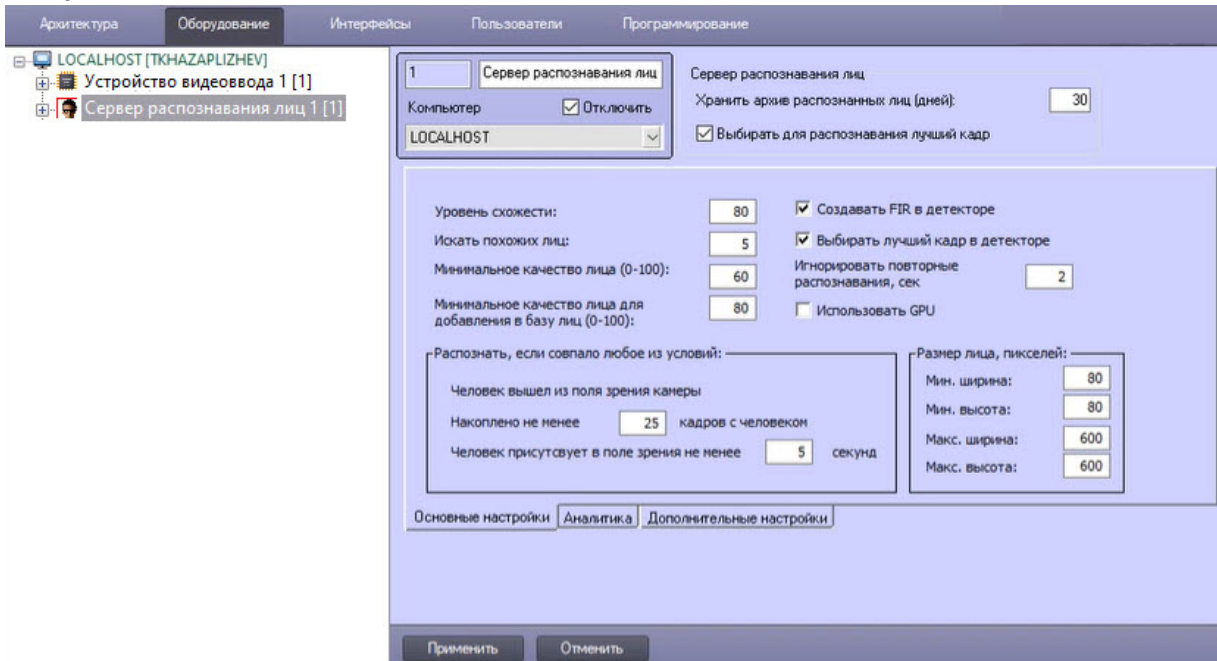 Архитектура Оборудование Интерфейсы Пользователи Программирование
LOCALHOST [TKHAZAPLIZHEV]
Устройство видеоввода 1 [1]
Сервер распознавания лиц 1 [1]
1 Сервер распознавания лиц
Компьютер Отключить
LOCALHOST
Сервер распознавания лиц
Хранить архив распознанных лиц (дней): 30
Выбирать для распознавания лучший кадр
Уровень схожести: 80
Создавать FIR в детекторе
Искать похожих лиц: 5
Выбирать лучший кадр в детекторе
Минимальное качество лица (0-100): 60
Игнорировать повторные
распознавания, сек 2
Минимальное качество лица для
добавления в базу лиц (0-100): 80
Использовать GPU
Распознать, если совпало любое из условий:
Человек вышел из поля зрения камеры
Накоплено не менее 25 кадров с человеком
Человек присутсвует в поле зрения не менее 5 секунд
Размер лица, пикселей:
Мин. ширина: 80
Мин. высота: 80
Макс. ширина: 600
Макс. высота: 600
Основные настройки Аналитика Дополнительные настройки
Применить Отменить